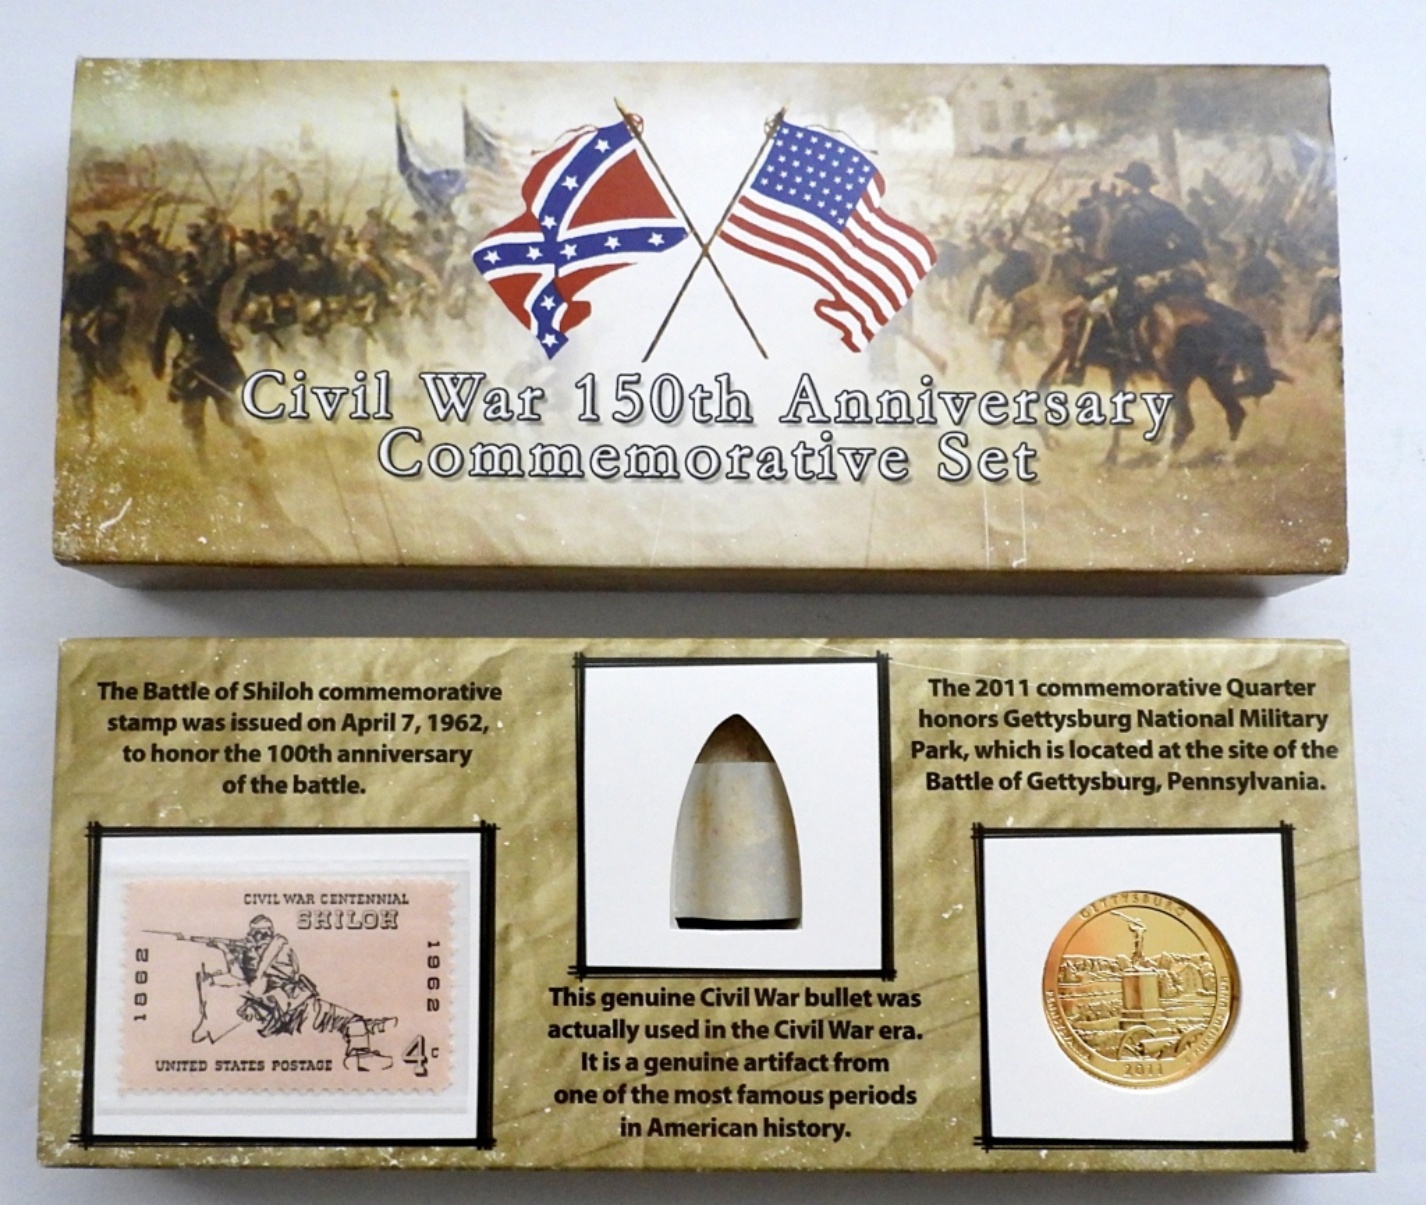 Civil War 150th Anniversary
Commemorative Set
The Battle of Shiloh commemorative
stamp was issued on April 7, 1962,
to honor the 100th anniversary
of the battle.
CIVIL WAR CENTENNIAL
SHILOH
1862
1962
4c
UNITED STATES POSTAGE
This genuine Civil War bullet was
actually used in the Civil War era.
It is a genuine artifact from
one of the most famous periods
in American history.
The 2011 commemorative Quarter
honors Gettysburg National Military
Park, which is located at the site of the
Battle of Gettysburg, Pennsylvania.
GETTYSBURG
PENNSYLVANIA
2011
E PLURIBUS UNUM